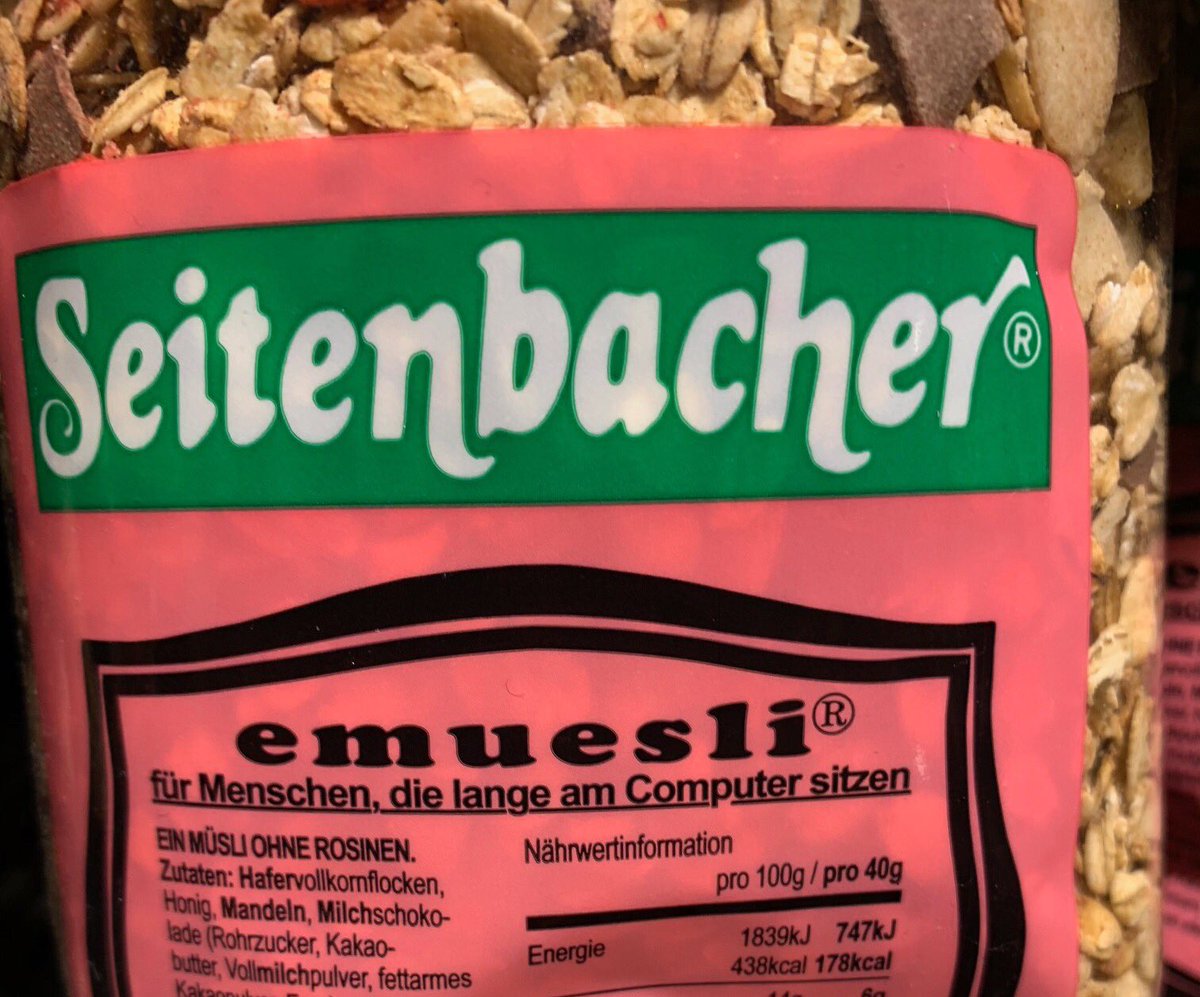 Seitenbacher®
emuesli®
für Menschen, die lange am Computer sitzen
EIN MÜSLI OHNE ROSINEN.
Zutaten: Hafervollkornflocken,
Honig, Mandeln, Milchschoko-
lade (Rohrzucker, Kakao-
butter, Vollmilchpulver, fettarmes
Nährwertinformation
pro 100g / pro 40g
Energie 1839kJ 747kJ
438kcal 178kcal